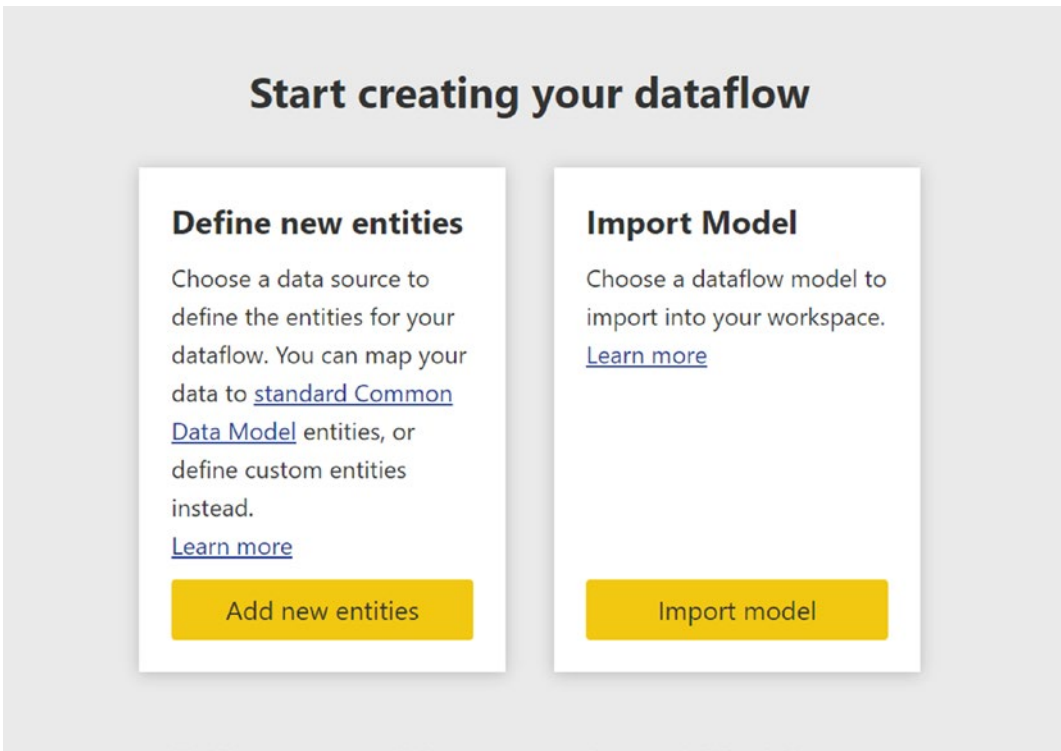 Start creating your dataflow
Define new entities
Choose a data source to
define the entities for your
dataflow. You can map your
data to standard Common
Data Model entities, or
define custom entities
instead.
Learn more
Add new entities
Import Model
Choose a dataflow model to
import into your workspace.
Learn more
Import model